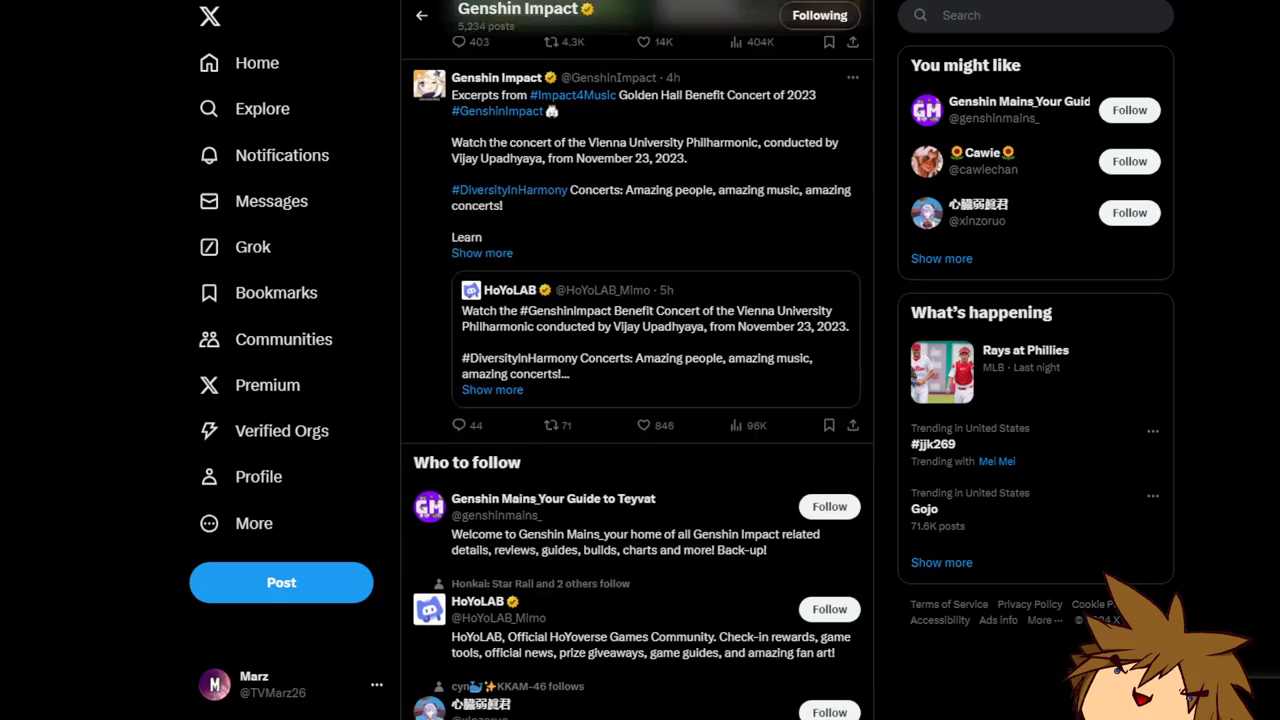 Home
Explore
Notifications
Messages
Grok
Bookmarks
Communities
Premium
Verified Orgs
Profile
More
Post
Marz
@TVMarz26
Genshin Impact
5,234 posts
Following
403 4.3K 14K 404K
Genshin Impact @GenshinImpact · 4h
Excerpts from #Impact4Music Golden Hall Benefit Concert of 2023
#GenshinImpact
Watch the concert of the Vienna University Philharmonic, conducted by
Vijay Upadhyaya, from November 23, 2023.
#DiversityInHarmony Concerts: Amazing people, amazing music, amazing
concerts!
Learn
Show more
HoYoLAB @HoYoLAB_Mimo · 5h
Watch the #GenshinImpact Benefit Concert of the Vienna University
Philharmonic conducted by Vijay Upadhyaya, from November 23, 2023.
#DiversityInHarmony Concerts: Amazing people, amazing music,
amazing concerts!...
Show more
44 71 846 96K
Who to follow
GM
Genshin Mains_Your Guide to Teyvat
@genshinmains_
Follow
Welcome to Genshin Mains_your home of all Genshin Impact related
details, reviews, guides, builds, charts and more! Back-up!
Honkai: Star Rail and 2 others follow
HoYoLAB
@HoYoLAB_Mimo
Follow
HoYoLAB, Official HoYoverse Games Community. Check-in rewards, game
tools, official news, prize giveaways, game guides, and amazing fan art!
cyn🐳✨KKAM-46 follows
心臓弱眞君
Follow
Search
You might like
GM
Genshin Mains_Your Guid
@genshinmains_
Follow
🌻Cawie🌻
@cawiechan
Follow
心臓弱眞君
@xinzoruo
Follow
Show more
What's happening
Rays at Phillies
MLB · Last night
Trending in United States
#jjk269
Trending with Mei Mei
Trending in United States
Gojo
71.6K posts
Show more
Terms of Service Privacy Policy Cookie
Accessibility Ads Info More ··· ©